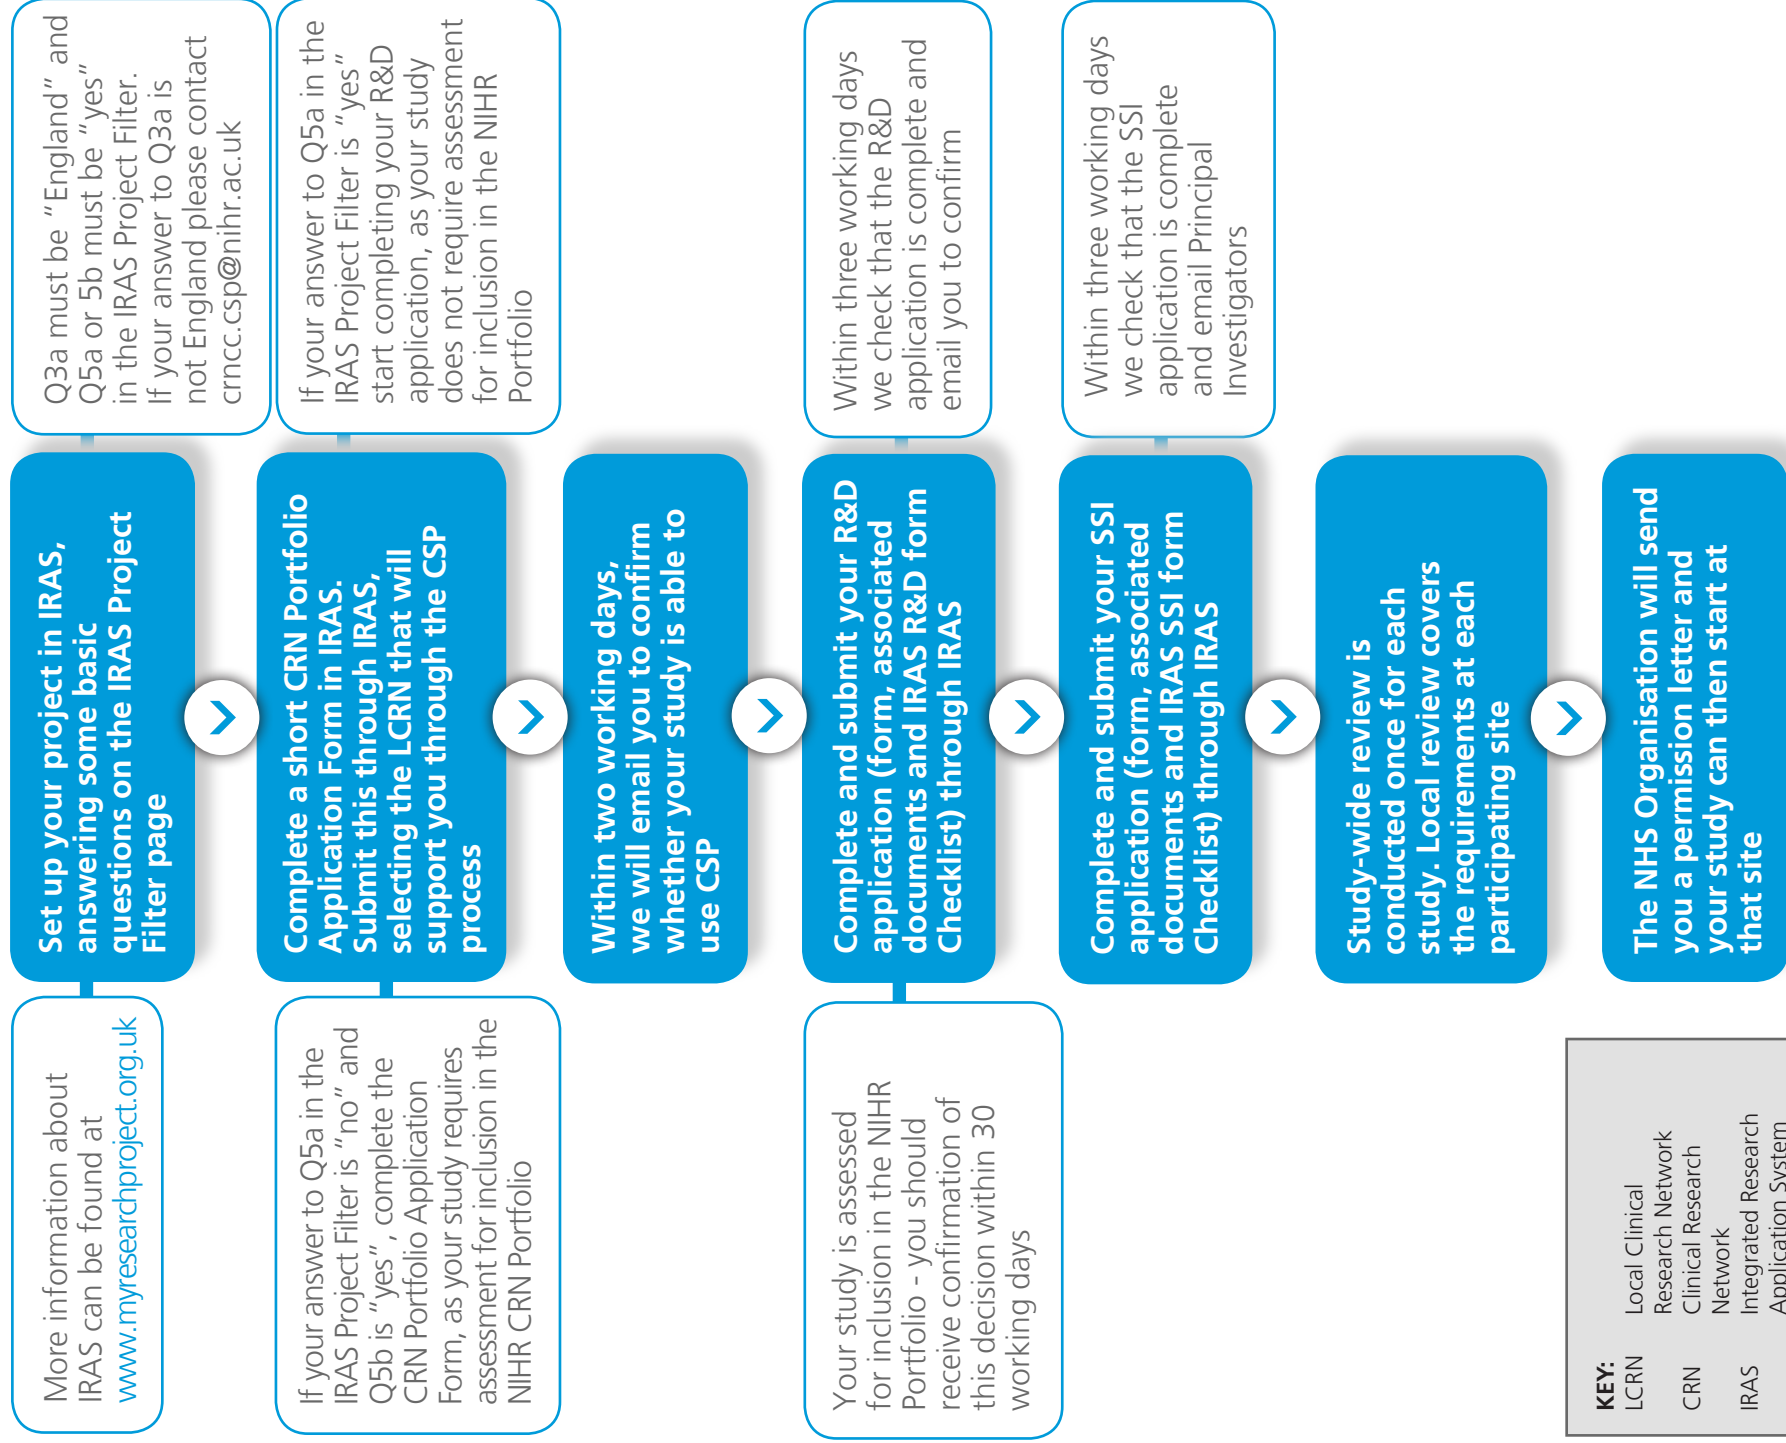 More information about
IRAS can be found at
www.myresearchproject.org.uk
Set up your project in IRAS,
answering some basic
questions on the IRAS Project
Filter page
Q3a must be “England” and
Q5a or 5b must be “yes”
in the IRAS Project Filter.
If your answer to Q3a is
not England please contact
crncc.csp@nihr.ac.uk
If your answer to Q5a in the
IRAS Project Filter is “no” and
Q5b is “yes”, complete the
CRN Portfolio Application
Form, as your study requires
assessment for inclusion in the
NIHR CRN Portfolio
Complete a short CRN Portfolio
Application Form in IRAS.
Submit this through IRAS,
selecting the LCRN that will
support you through the CSP
process
If your answer to Q5a in the
IRAS Project Filter is “yes”
start completing your R&D
application, as your study
does not require assessment
for inclusion in the NIHR
Portfolio
Within two working days,
we will email you to confirm
whether your study is able to
use CSP
Your study is assessed
for inclusion in the NIHR
Portfolio - you should
receive confirmation of
this decision within 30
working days
Complete and submit your R&D
application (form, associated
documents and IRAS R&D form
Checklist) through IRAS
Within three working days
we check that the R&D
application is complete and
email you to confirm
Complete and submit your SSI
application (form, associated
documents and IRAS SSI form
Checklist) through IRAS
Within three working days
we check that the SSI
application is complete
and email Principal
Investigators
Study-wide review is
conducted once for each
study. Local review covers
the requirements at each
participating site
The NHS Organisation will send
you a permission letter and
your study can then start at
that site
KEY:
LCRN Local Clinical
Research Network
CRN Clinical Research
Network
IRAS Integrated Research
Application System